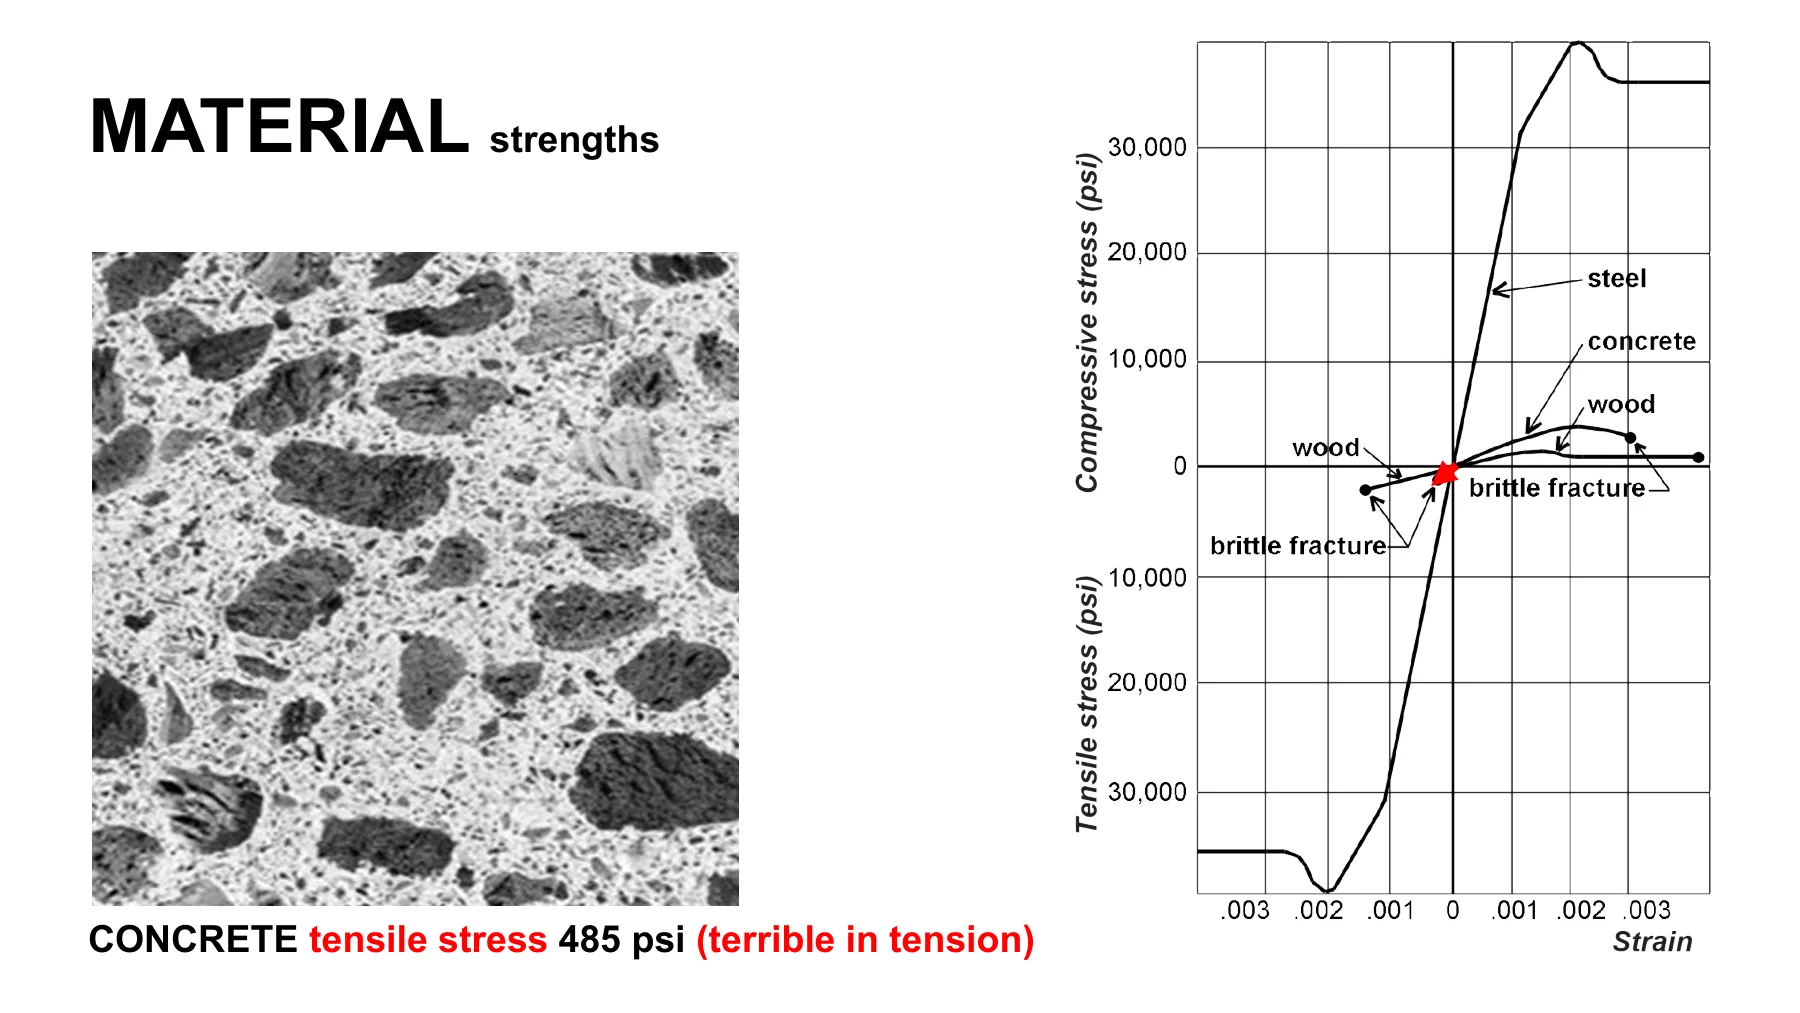 MATERIAL strengths
30,000
20,000
10,000
0
10,000
20,000
30,000
Compressive stress (psi)
Tensile stress (psi)
steel
concrete
wood
wood
brittle fracture
brittle fracture
.003 .002 .001 0 .001 .002 .003
Strain
CONCRETE tensile stress 485 psi (terrible in tension)